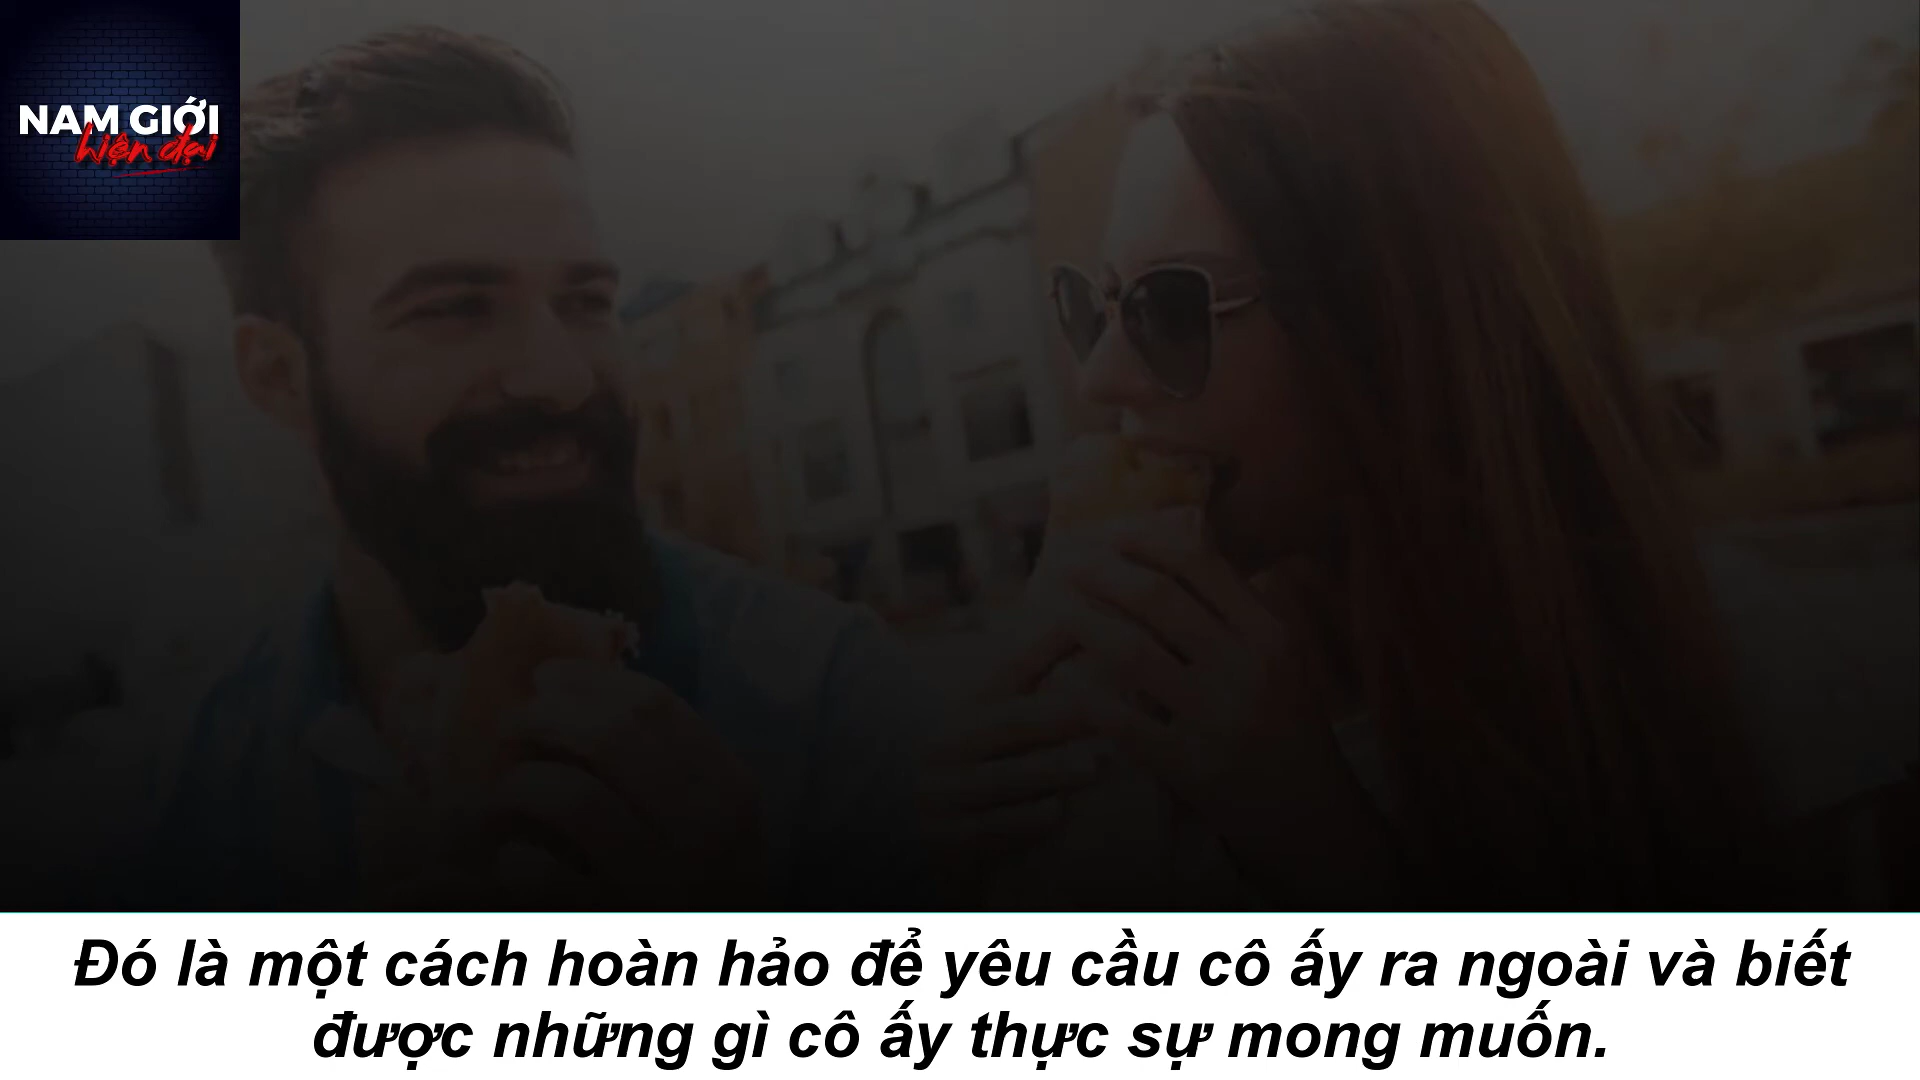 NAM GIỚI
hiện đại
Đó là một cách hoàn hảo để yêu cầu cô ấy ra ngoài và biết
được những gì cô ấy thực sự mong muốn.